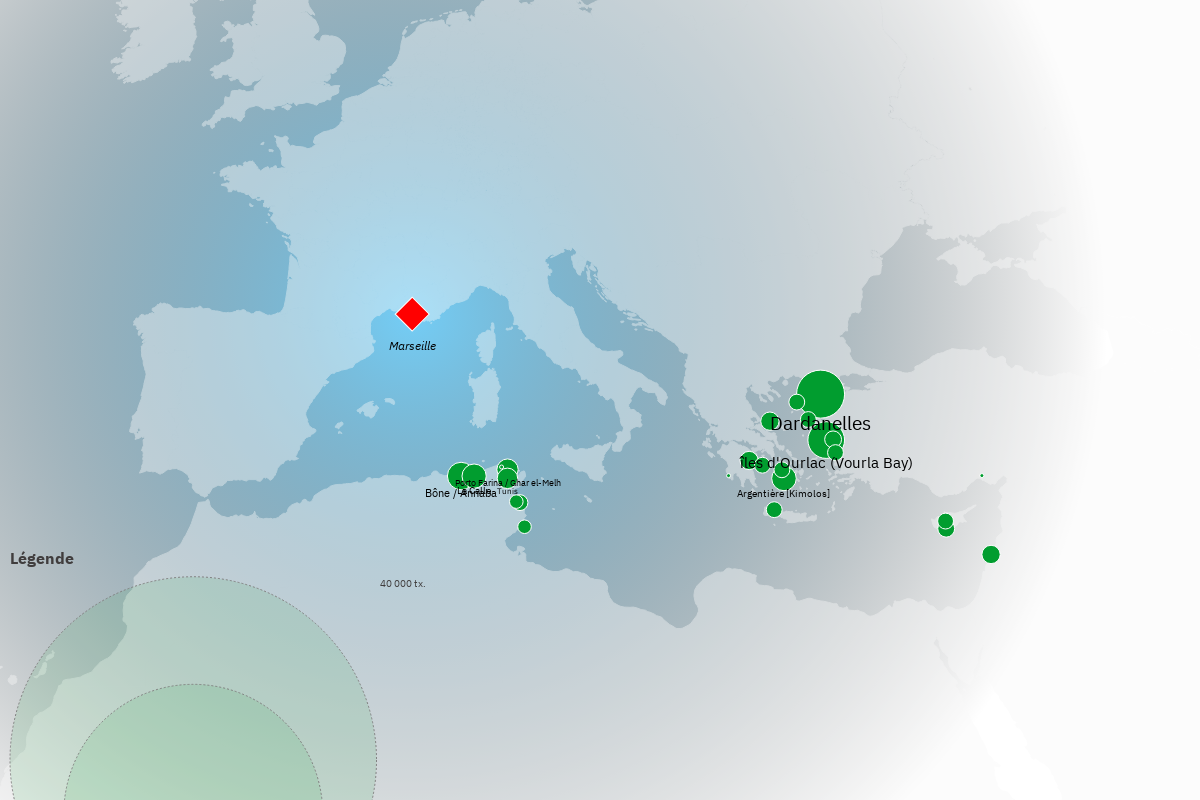 Marseille
Dardanelles
îles d'Ourlac (Vourla Bay)
Porto Farina / Ghar el-Melh
La Calle
Tunis
Bône / Annaba
Argentière [Kimolos]
Légende
40 000 tx.